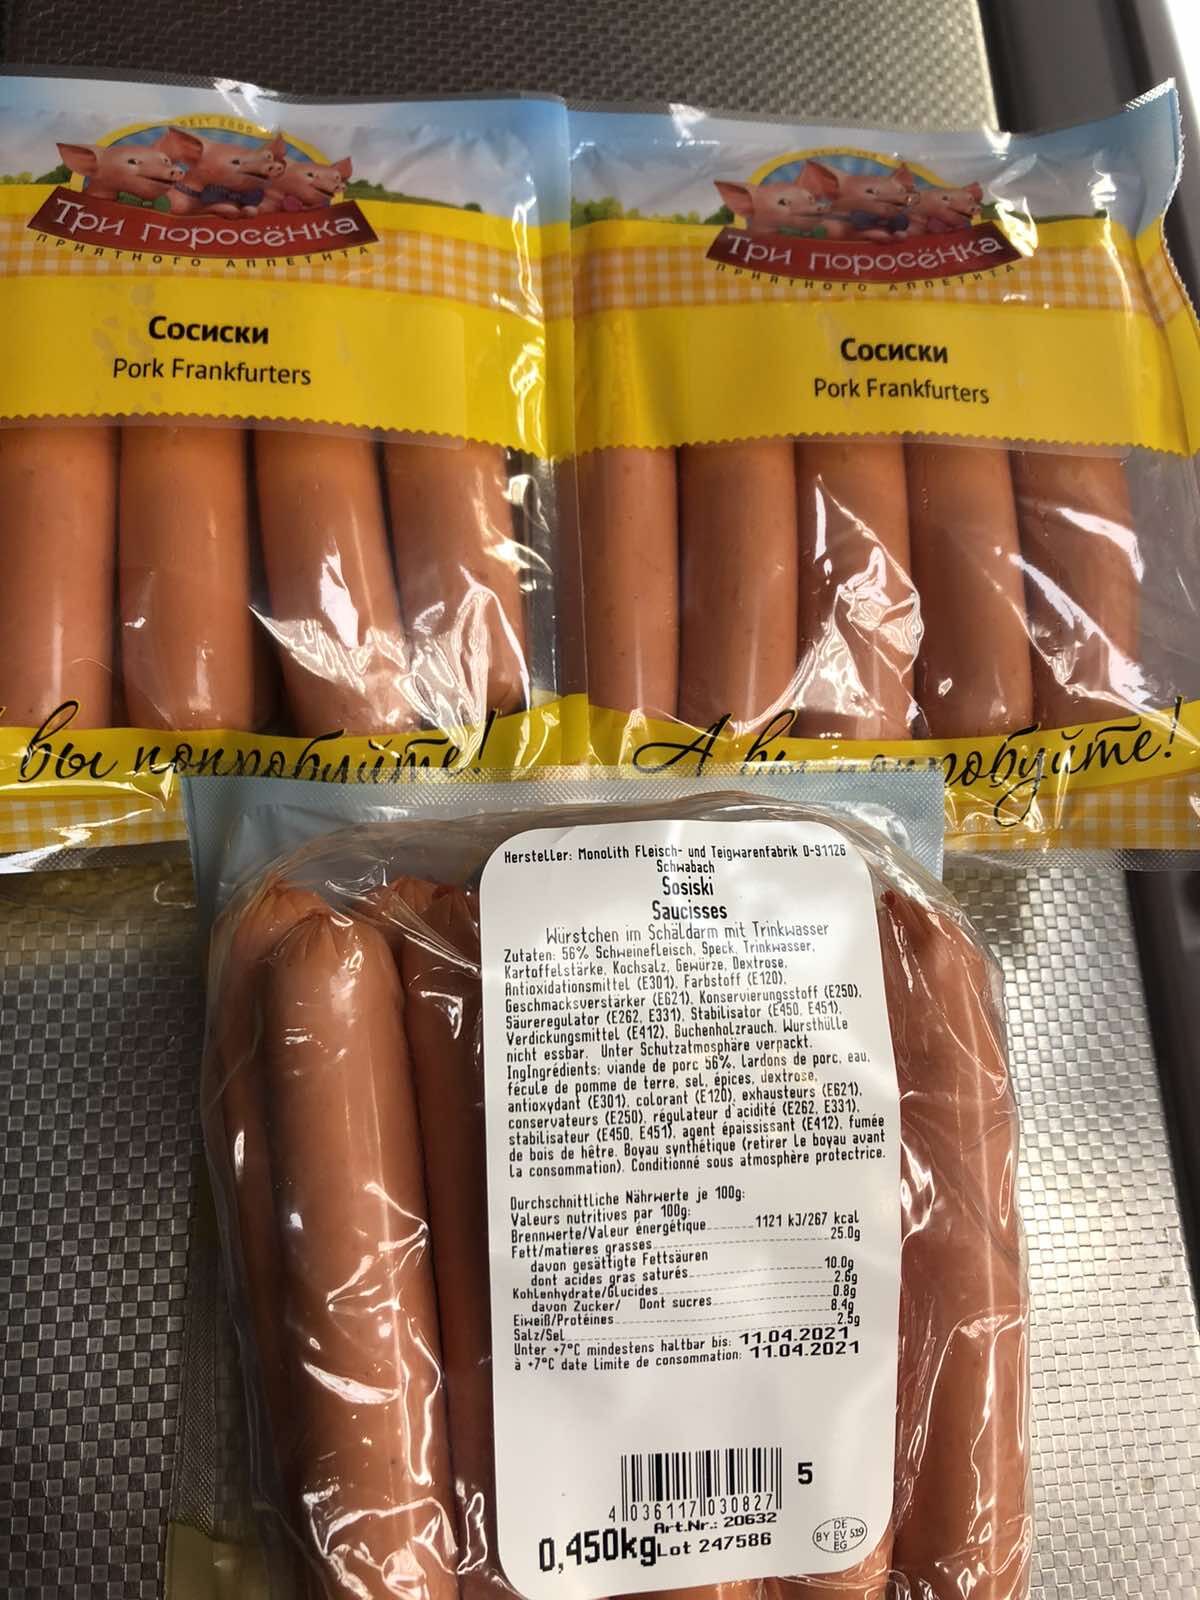 SEIT 2000
Три поросёнка
ПРИЯТНОГО АППЕТИТА
Сосиски
Pork Frankfurters
вы попробуйте!
Три поросёнка
ПРИЯТНОГО АППЕТИТА
Сосиски
Pork Frankfurters
А вы попробуйте!
Hersteller: Monolith Fleisch- und Teigwarenfabrik D-91126
Schwabach
Sosiski
Saucisses
Würstchen im Schäldarm mit Trinkwasser
Zutaten: 56% Schweinefleisch, Speck, Trinkwasser,
Kartoffelstärke, Kochsalz, Gewürze, Dextrose,
Antioxidationsmittel (E301), Farbstoff (E120),
Geschmacksverstärker (E621), Konservierungsstoff (E250),
Säureregulator (E262, E331), Stabilisator (E450, E451),
Verdickungsmittel (E412), Buchenholzrauch. Wursthülle
nicht essbar. Unter Schutzatmosphäre verpackt.
IngIngrédients: viande de porc 56%, lardons de porc, eau,
fécule de pomme de terre, sel, épices, dextrose,
antioxydant (E301), colorant (E120), exhausteurs (E621),
conservateurs (E250), régulateur d'acidité (E262, E331),
stabilisateur (E450, E451), agent épaississant (E412), fumée
de bois de hêtre. Boyau synthétique (retirer le boyau avant
la consommation). Conditionné sous atmosphère protectrice.
Durchschnittliche Nährwerte je 100g:
Valeurs nutritives par 100g:
Brennwerte/Valeur énergétique 1121 kJ/267 kcal
Fett/matieres grasses 25.0g
davon gesättigte Fettsäuren
dont acides gras saturés 10.0g
Kohlenhydrate/Glucides 2.6g
davon Zucker/ Dont sucres 0.8g
Eiweiß/Protéines 8.4g
Salz/Sel 2.5g
Unter +7°C mindestens haltbar bis: 11.04.2021
à +7°C date limite de consommation: 11.04.2021
5
4 036117 030827
Art.Nr.: 20632
0,450kg Lot 247586
DE
BY EV 519
EG